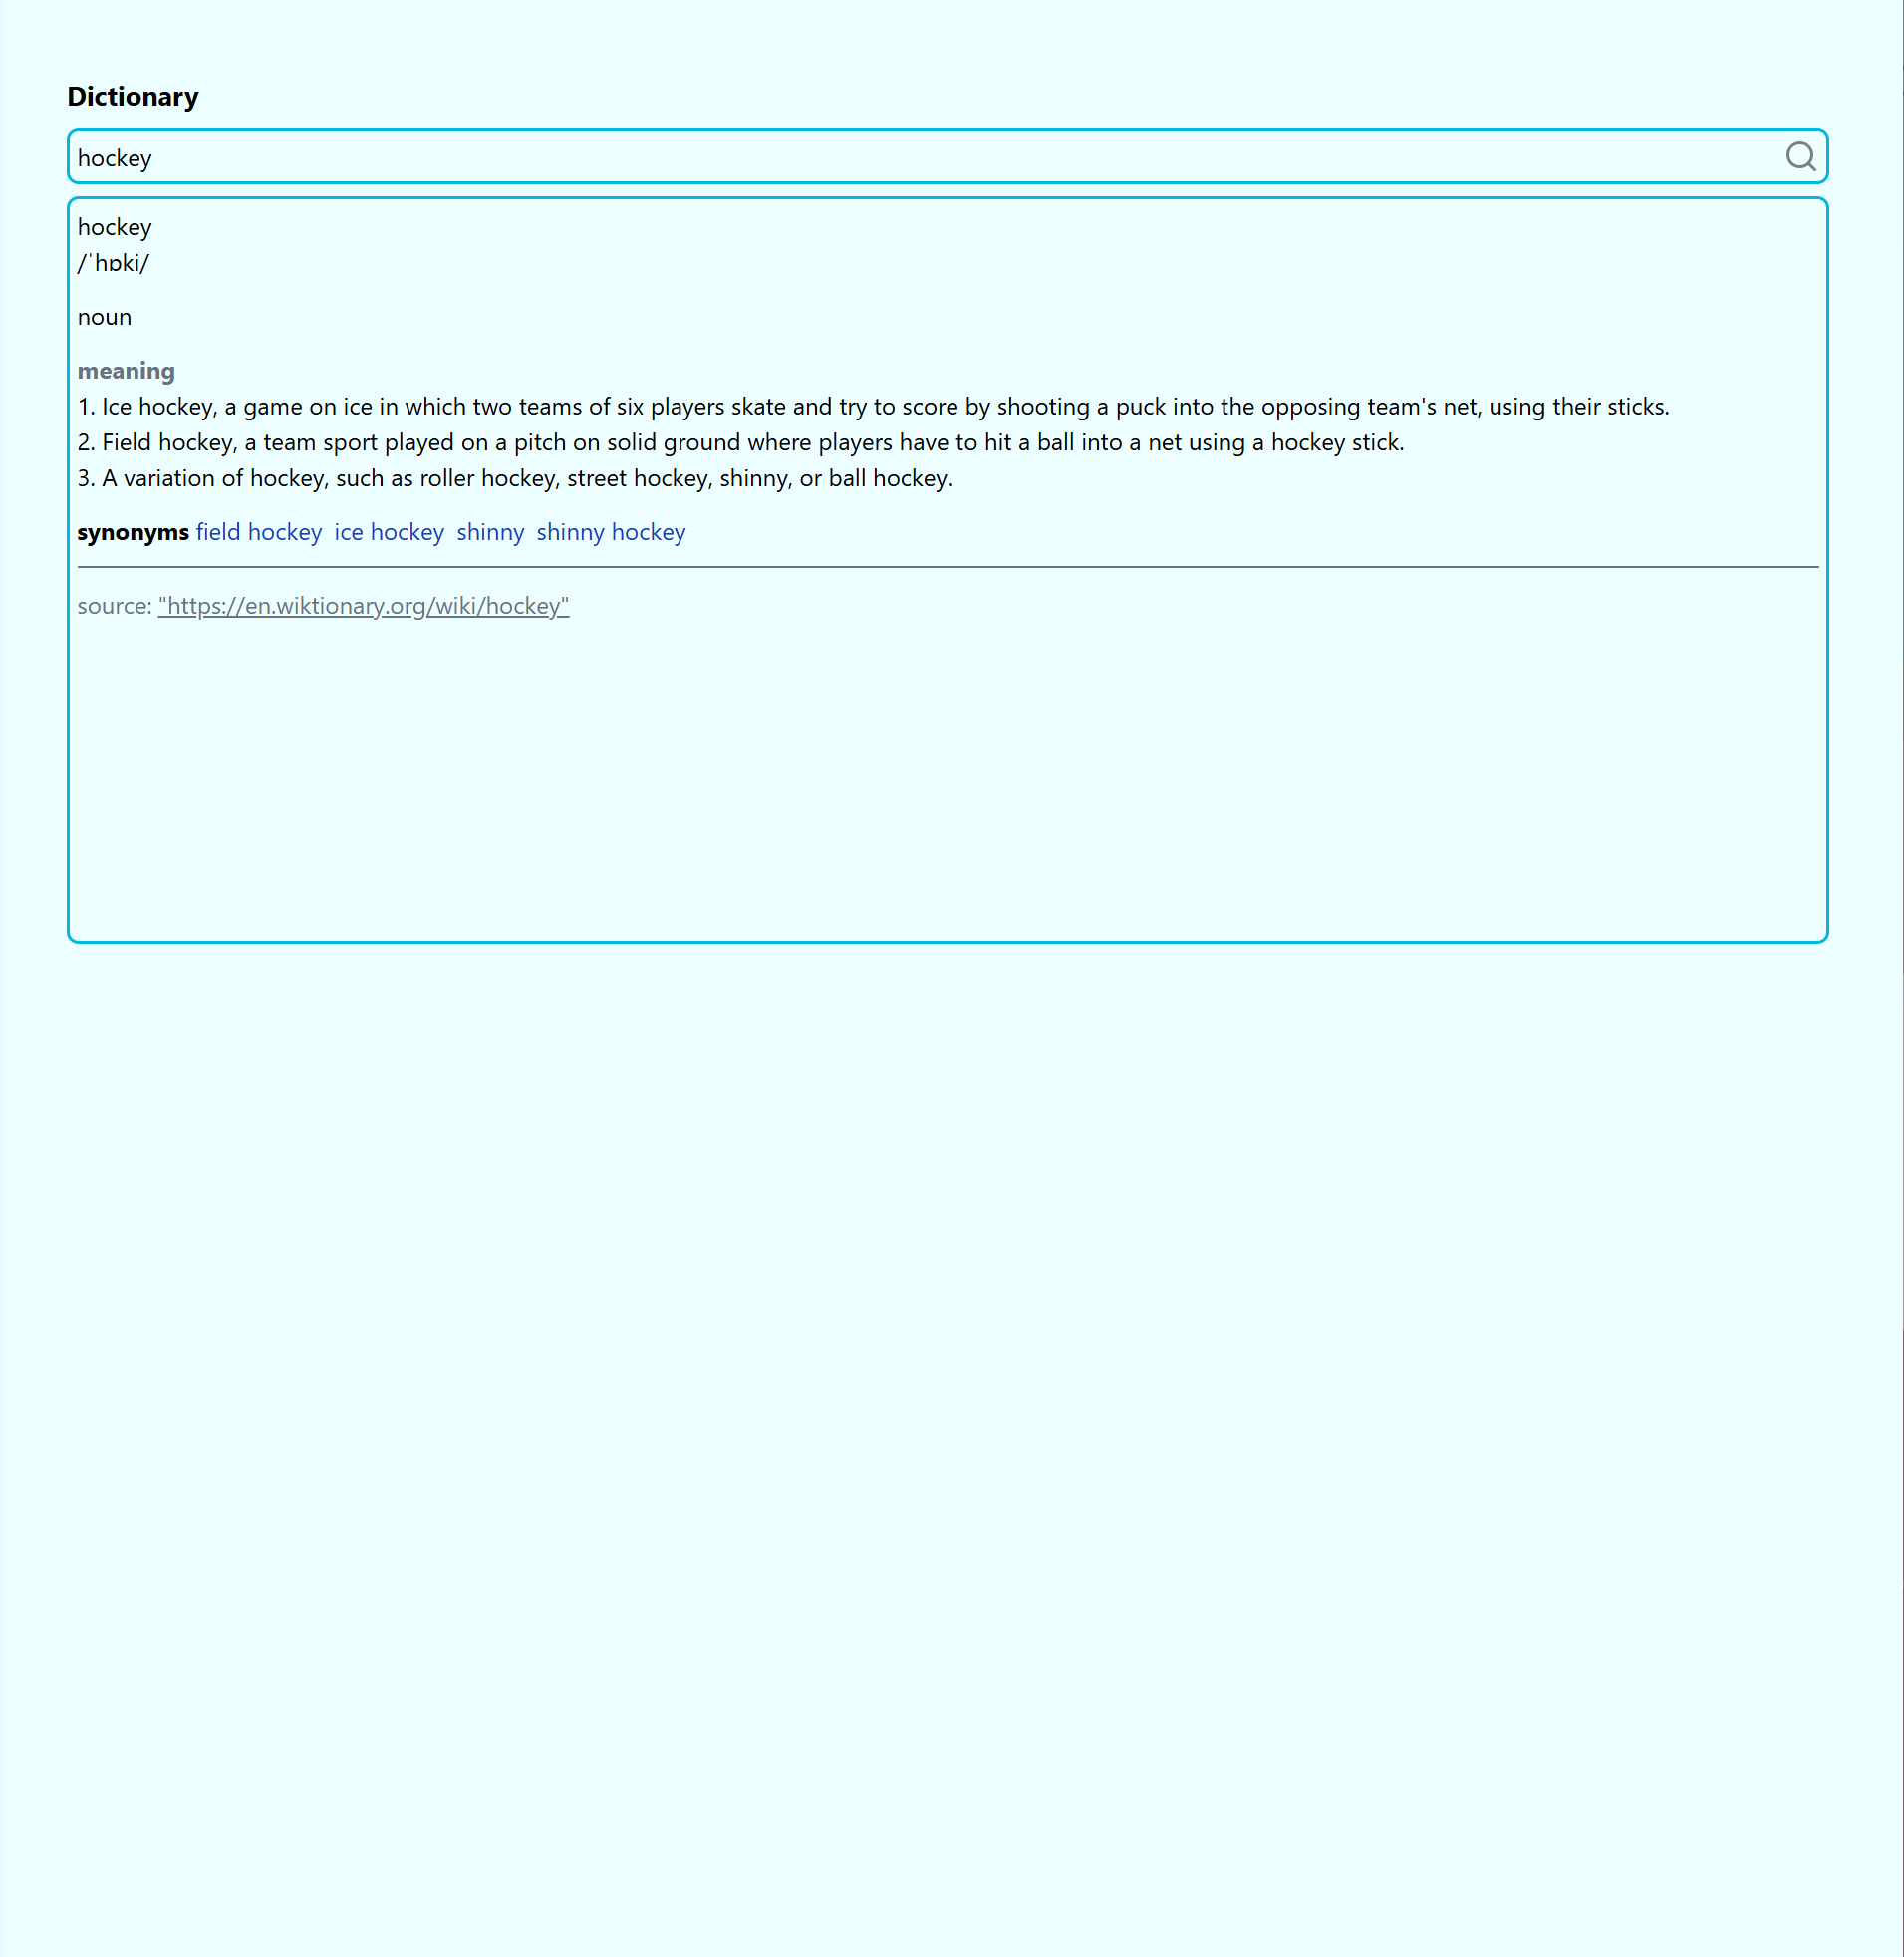 Dictionary
hockey
hockey
/ˈhɒki/
noun
meaning
1. Ice hockey, a game on ice in which two teams of six players skate and try to score by shooting a puck into the opposing team's net, using their sticks.
2. Field hockey, a team sport played on a pitch on solid ground where players have to hit a ball into a net using a hockey stick.
3. A variation of hockey, such as roller hockey, street hockey, shinny, or ball hockey.
synonyms field hockey ice hockey shinny shinny hockey
source: "https://en.wiktionary.org/wiki/hockey"